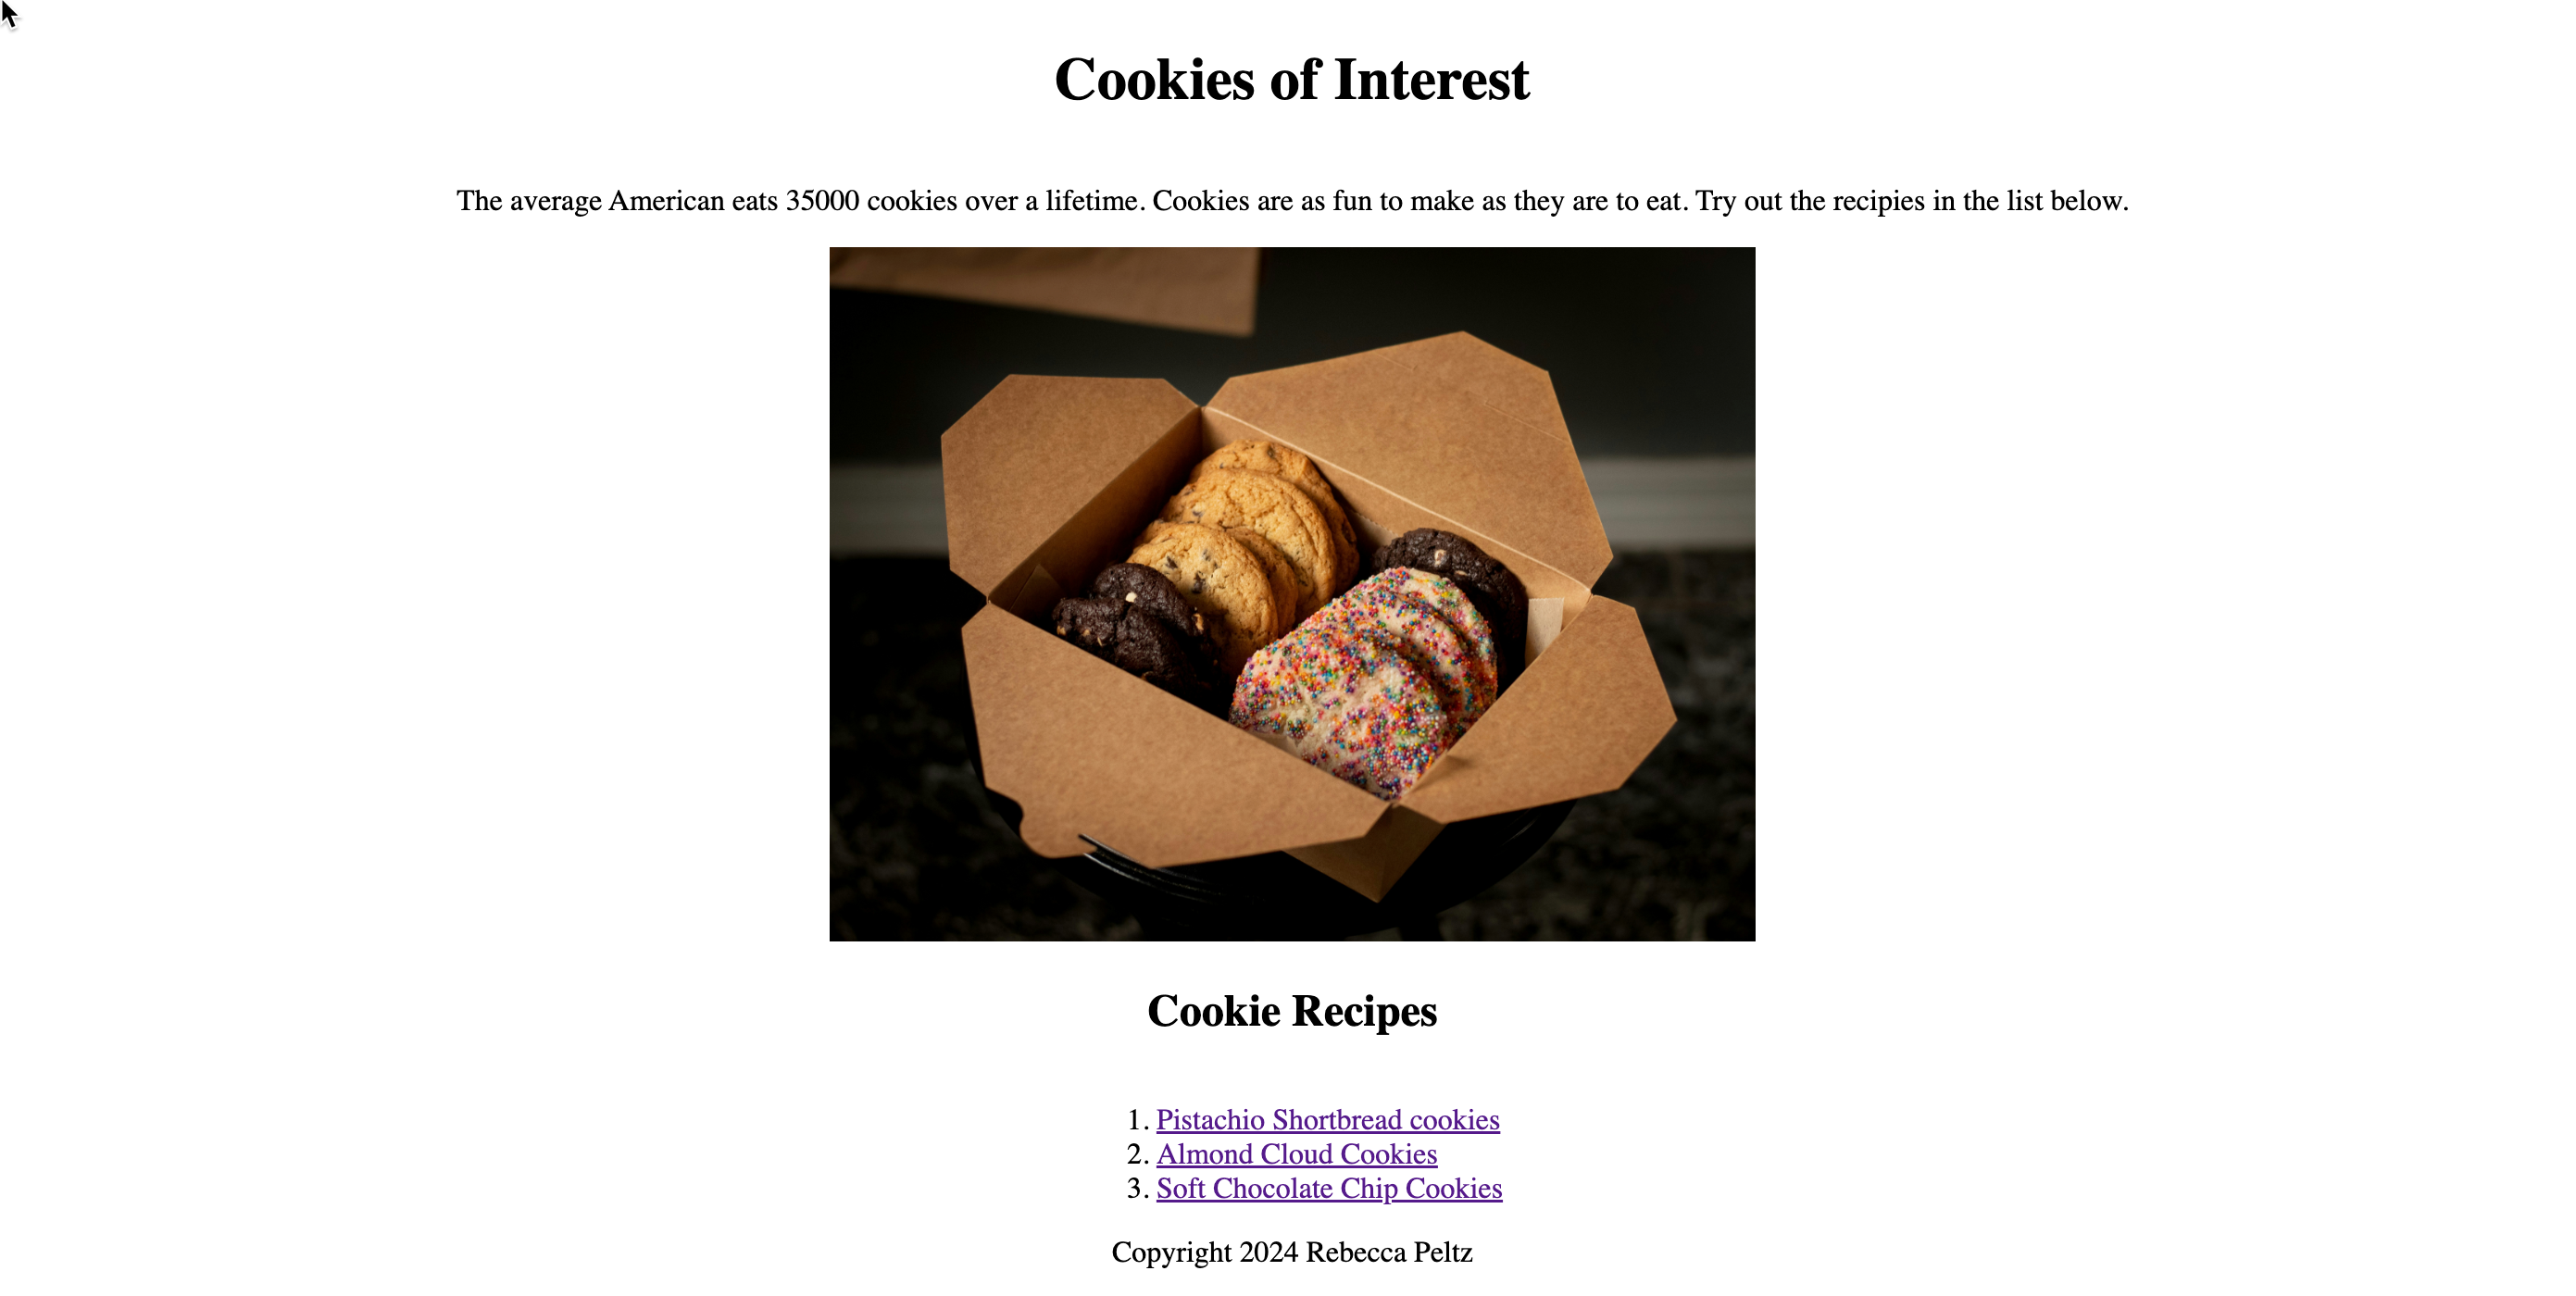 Cookies of Interest
The average American eats 35000 cookies over a lifetime. Cookies are as fun to make as they are to eat. Try out the recipies in the list below.
Cookie Recipes
1. Pistachio Shortbread cookies
2. Almond Cloud Cookies
3. Soft Chocolate Chip Cookies
Copyright 2024 Rebecca Peltz